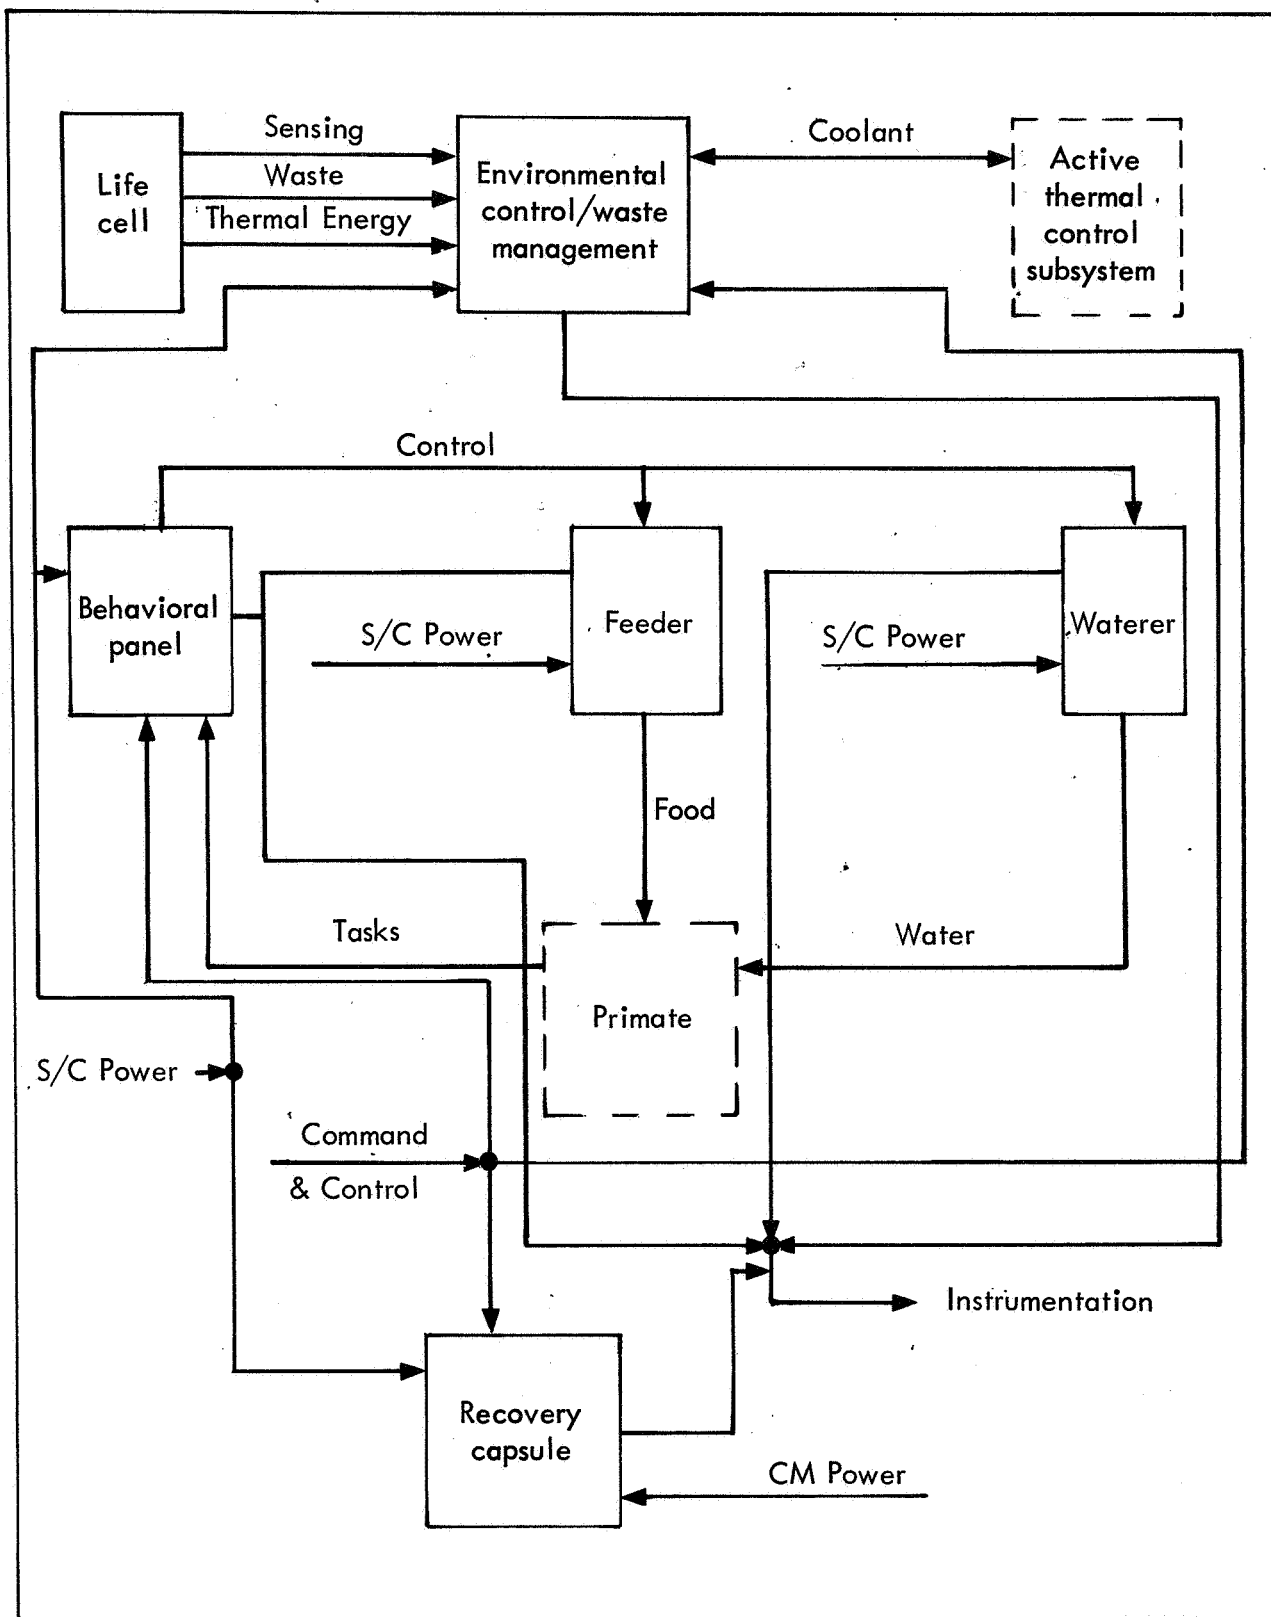 Sensing
Waste
Thermal Energy
Life
cell
Environmental
control/waste
management
Coolant
Active
thermal
control
subsystem
Control
Behavioral
panel
S/C Power
Feeder
S/C Power
Waterer
Food
Tasks
Water
Primate
S/C Power
Command
& Control
Instrumentation
Recovery
capsule
CM Power